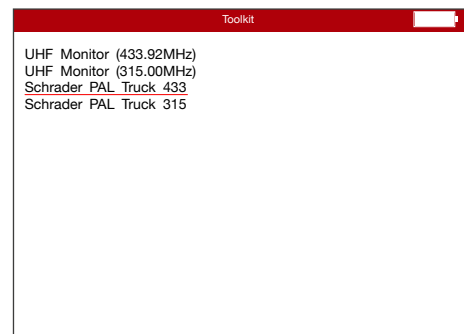 Toolkit
UHF Monitor (433.92MHz)
UHF Monitor (315.00MHz)
Schrader PAL Truck 433
Schrader PAL Truck 315